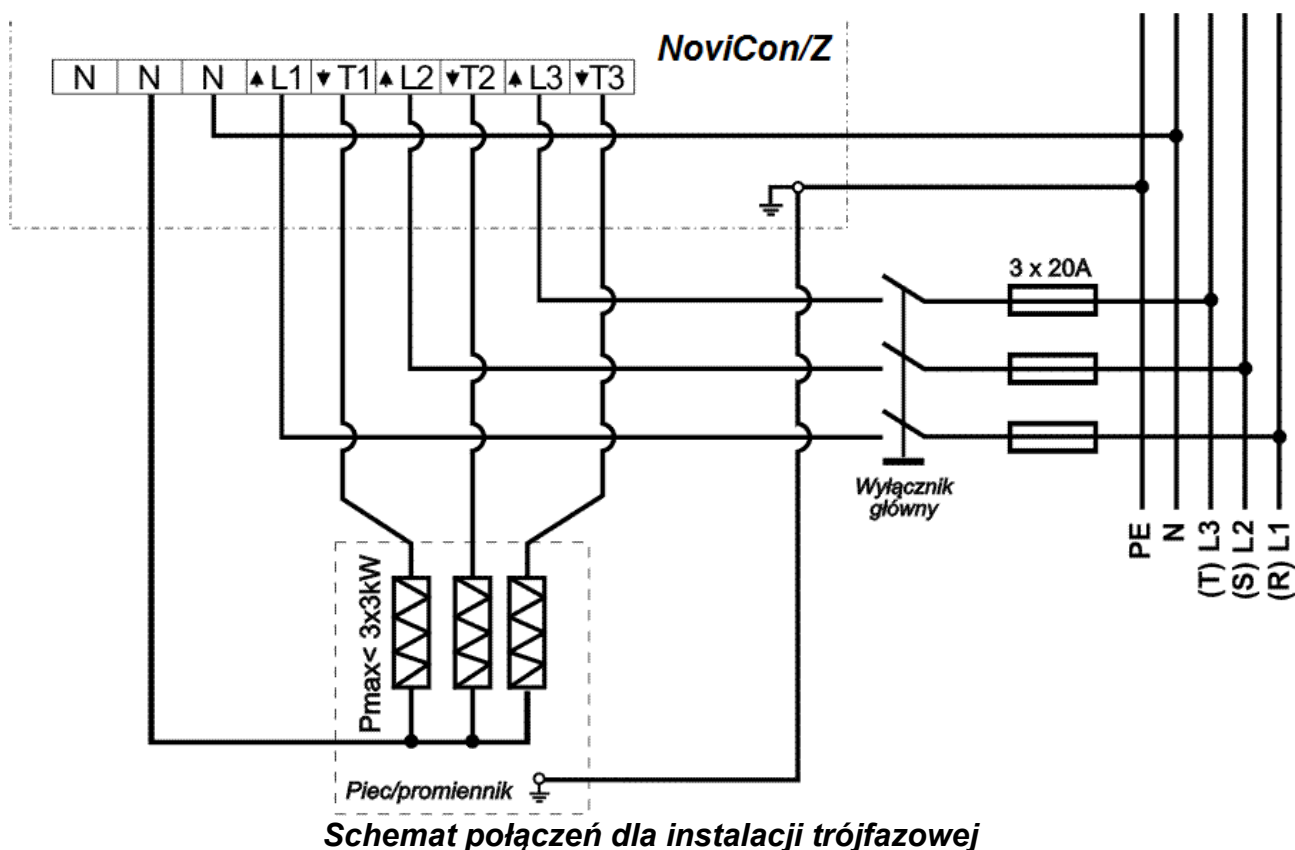 NoviCon/Z
N N N L1 T1 L2 T2 L3 T3
3 x 20A
Wyłącznik
główny
PE
N
(T) L3
(S) L2
(R) L1
Pmax< 3x3kW
Piec/promiennik
Schemat połączeń dla instalacji trójfazowej